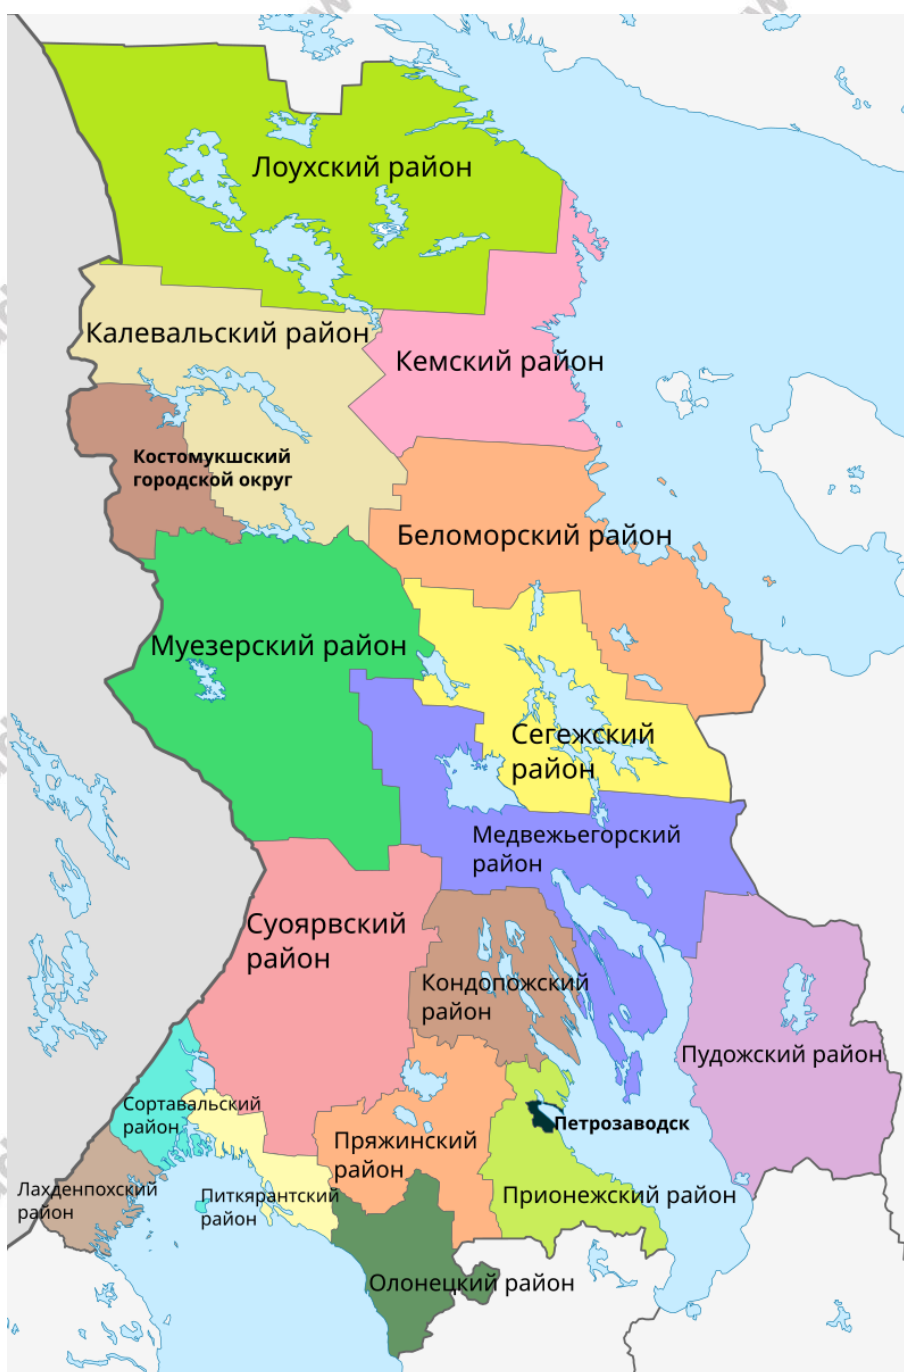 Лоухский район
Калевальский район
Кемский район
Костомукшский
городской округ
Беломорский район
Муезерский район
Сегежский
район
Медвежьегорский
район
Суоярвский
район
Кондопожский
район
Пудожский район
Сортавальский
район
Петрозаводск
Пряжинский
район
Лахденпохский
район
Питкярантский
район
Прионежский район
Олонецкий район